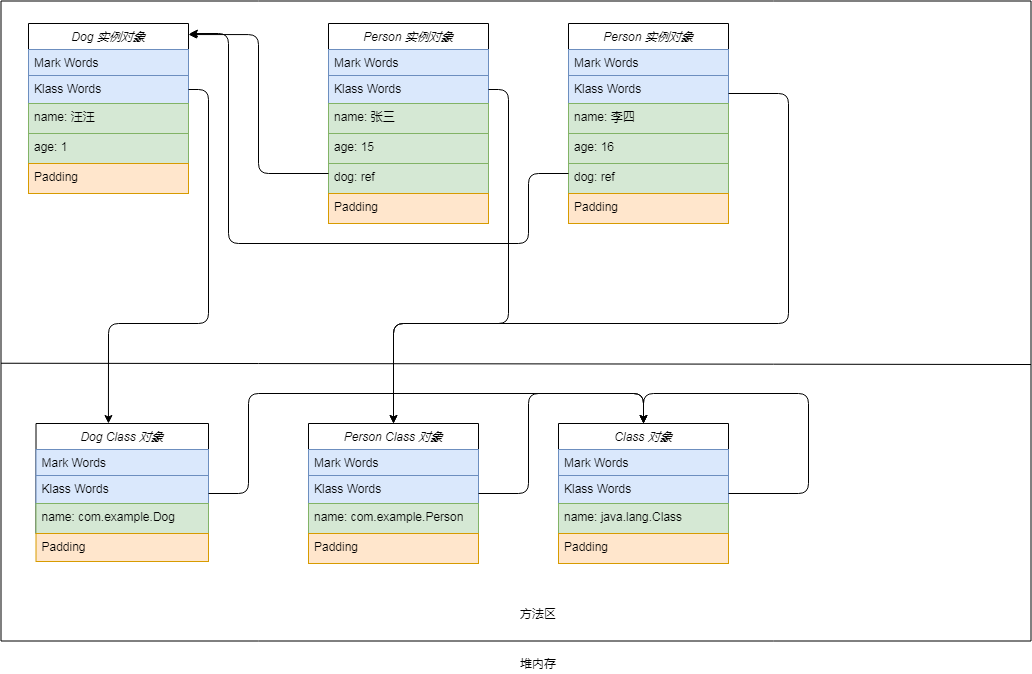 Dog 实例对象
Mark Words
Klass Words
name: 汪汪
age: 1
Padding
Person 实例对象
Mark Words
Klass Words
name: 张三
age: 15
dog: ref
Padding
Person 实例对象
Mark Words
Klass Words
name: 李四
age: 16
dog: ref
Padding
Dog Class 对象
Mark Words
Klass Words
name: com.example.Dog
Padding
Person Class 对象
Mark Words
Klass Words
name: com.example.Person
Padding
Class 对象
Mark Words
Klass Words
name: java.lang.Class
Padding
方法区
堆内存